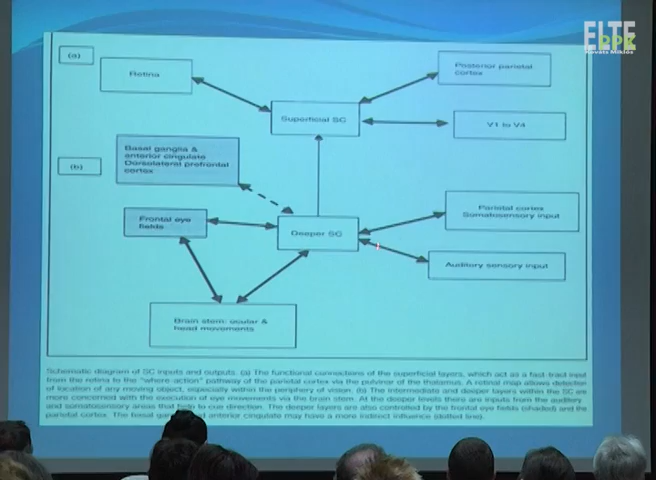 ELTE
PPK
Kováts Miklós
(a)
Retina
Posterior parietal
cortex
Superficial SC
V1 to V4
Basal ganglia &
anterior cingulate
Dorsolateral prefrontal
cortex
(b)
Frontal eye
fields
Parietal cortex
Somatosensory input
Deeper SC
Auditory sensory input
Brain stem: ocular &
head movements
Schematic diagram of SC inputs and outputs. (a) The functional connections of the superficial layers, which act as a fast-track input
from the retina to the "where action" pathway of the parietal cortex via the pulvinar of the thalamus. A retinal map allows detection
of location of any moving object, especially within the periphery of vision. (b) The intermediate and deeper layers within the SC are
more concerned with the execution of eye movements via the brain stem. At the deeper levels there are inputs from the auditory
and somatosensory areas that help to cue direction. The deeper layers are also controlled by the frontal eye fields (shaded) and the
parietal cortex. The basal anterior cingulate may have a more indirect influence (dotted line).